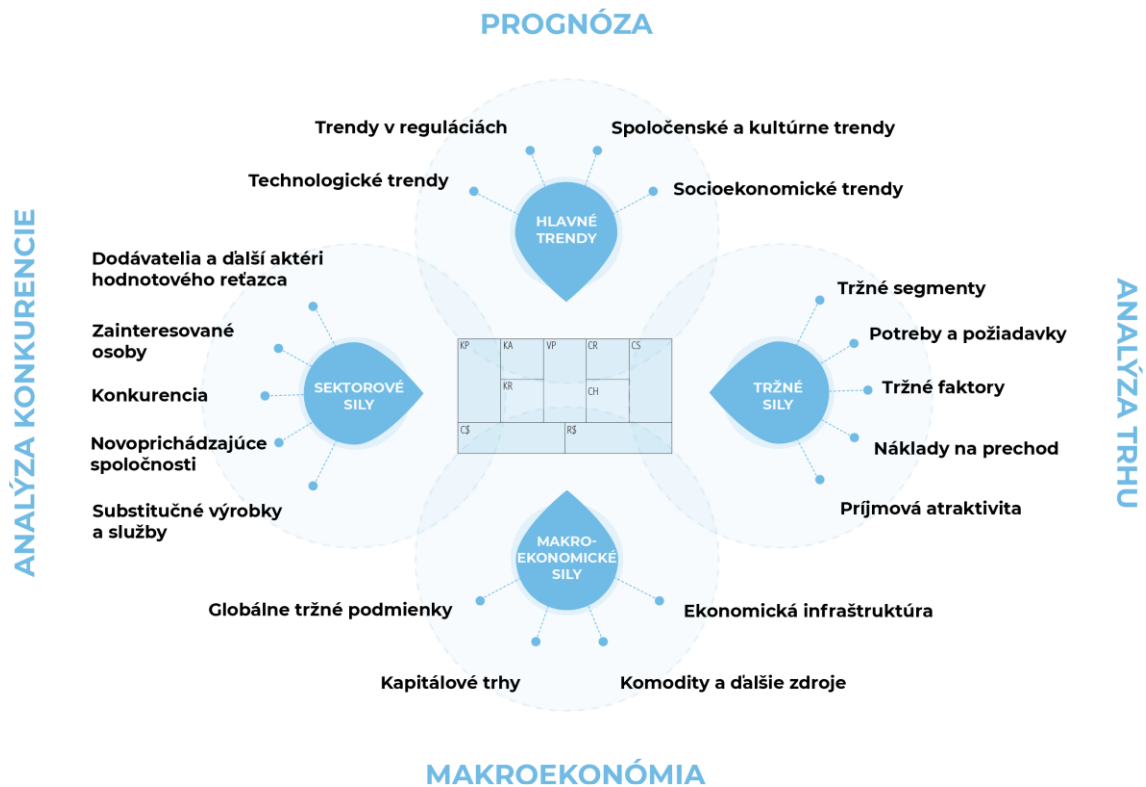 PROGNÓZA
Trendy v reguláciách
Spoločenské a kultúrne trendy
Technologické trendy
Socioekonomické trendy
HLAVNÉ
TRENDY
ANALÝZA KONKURENCIE
Dodávatelia a ďalší aktéri
hodnotového reťazca
Zainteresované
osoby
Konkurencia
Novoprichádzajúce
spoločnosti
Substitučné výrobky
a služby
SEKTOROVÉ
SILY
KP
KA
VP
CR
CS
KR
CH
C$
R$
TRŽNÉ
SILY
Tržné segmenty
Potreby a požiadavky
Tržné faktory
Náklady na prechod
Príjmová atraktivita
ANALÝZA TRHU
MAKRO-
EKONOMICKÉ
SILY
Globálne tržné podmienky
Ekonomická infraštruktúra
Kapitálové trhy
Komodity a ďalšie zdroje
MAKROEKONÓMIA